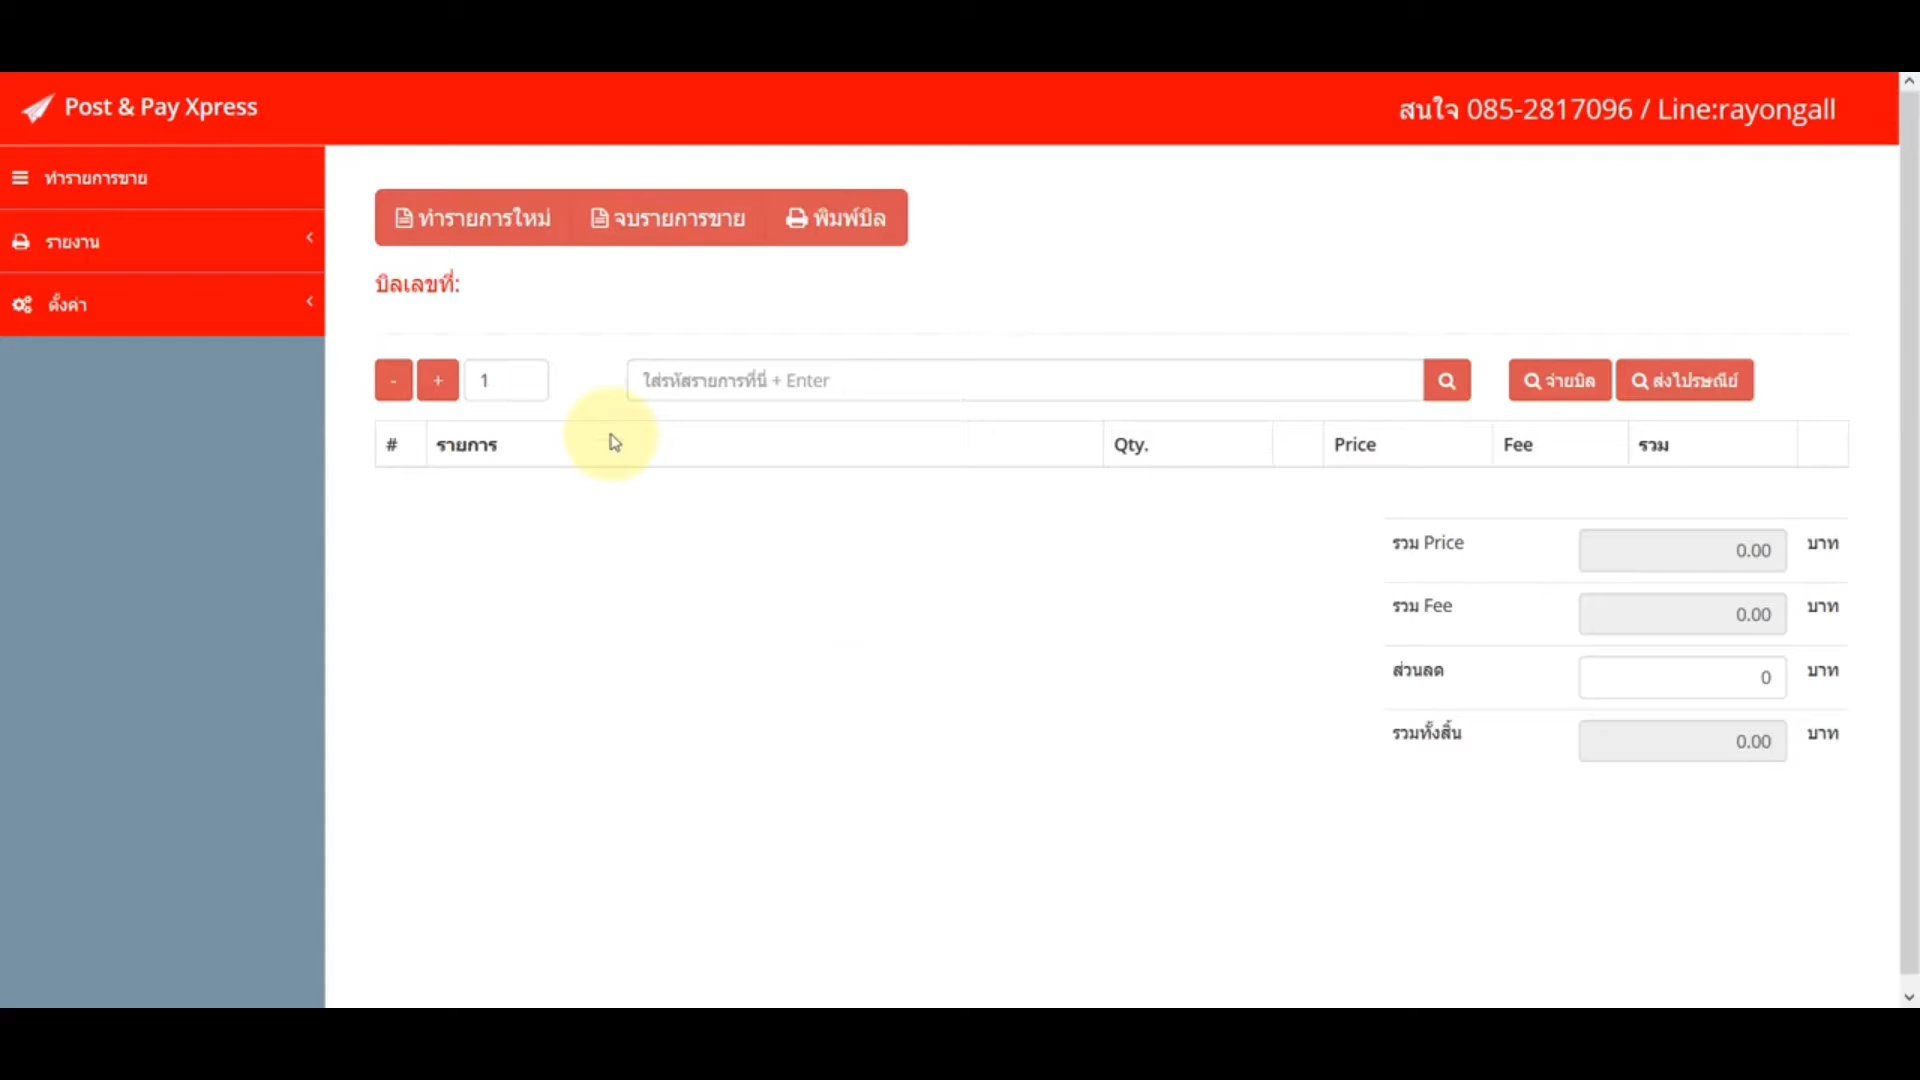 Post & Pay Xpress
สนใจ 085-2817096 / Line:rayongall
ทำรายการขาย
รายงาน
ตั้งค่า
ทำรายการใหม่ จบรายการขาย พิมพ์บิล
บิลเลขที่:
- + 1 ใส่รหัสรายการที่นี่ + Enter จ่ายบิล ส่งไปรษณีย์
# รายการ Qty. Price Fee รวม
รวม Price 0.00 บาท
รวม Fee 0.00 บาท
ส่วนลด 0 บาท
รวมทั้งสิ้น 0.00 บาท